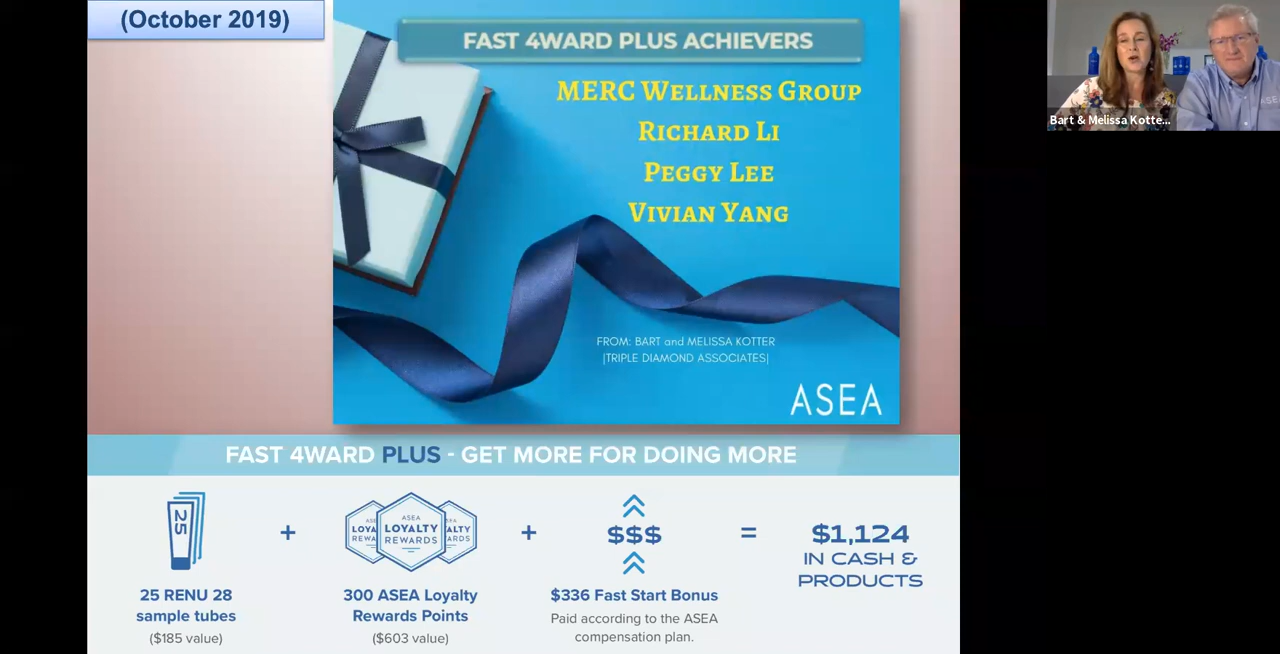 (October 2019)
FAST 4WARD PLUS ACHIEVERS
MERC WELLNESS GROUP
RICHARD LI
PEGGY LEE
VIVIAN YANG
FROM: BART and MELISSA KOTTER
|TRIPLE DIAMOND ASSOCIATES|
ASEA
Bart & Melissa Kotte...
ASEA
FAST 4WARD PLUS - GET MORE FOR DOING MORE
25
ASEA
LOYALTY
REWARDS
$$$
+
+
=
25 RENU 28
sample tubes
($185 value)
300 ASEA Loyalty
Rewards Points
($603 value)
$336 Fast Start Bonus
Paid according to the ASEA
compensation plan.
$1,124
IN CASH &
PRODUCTS